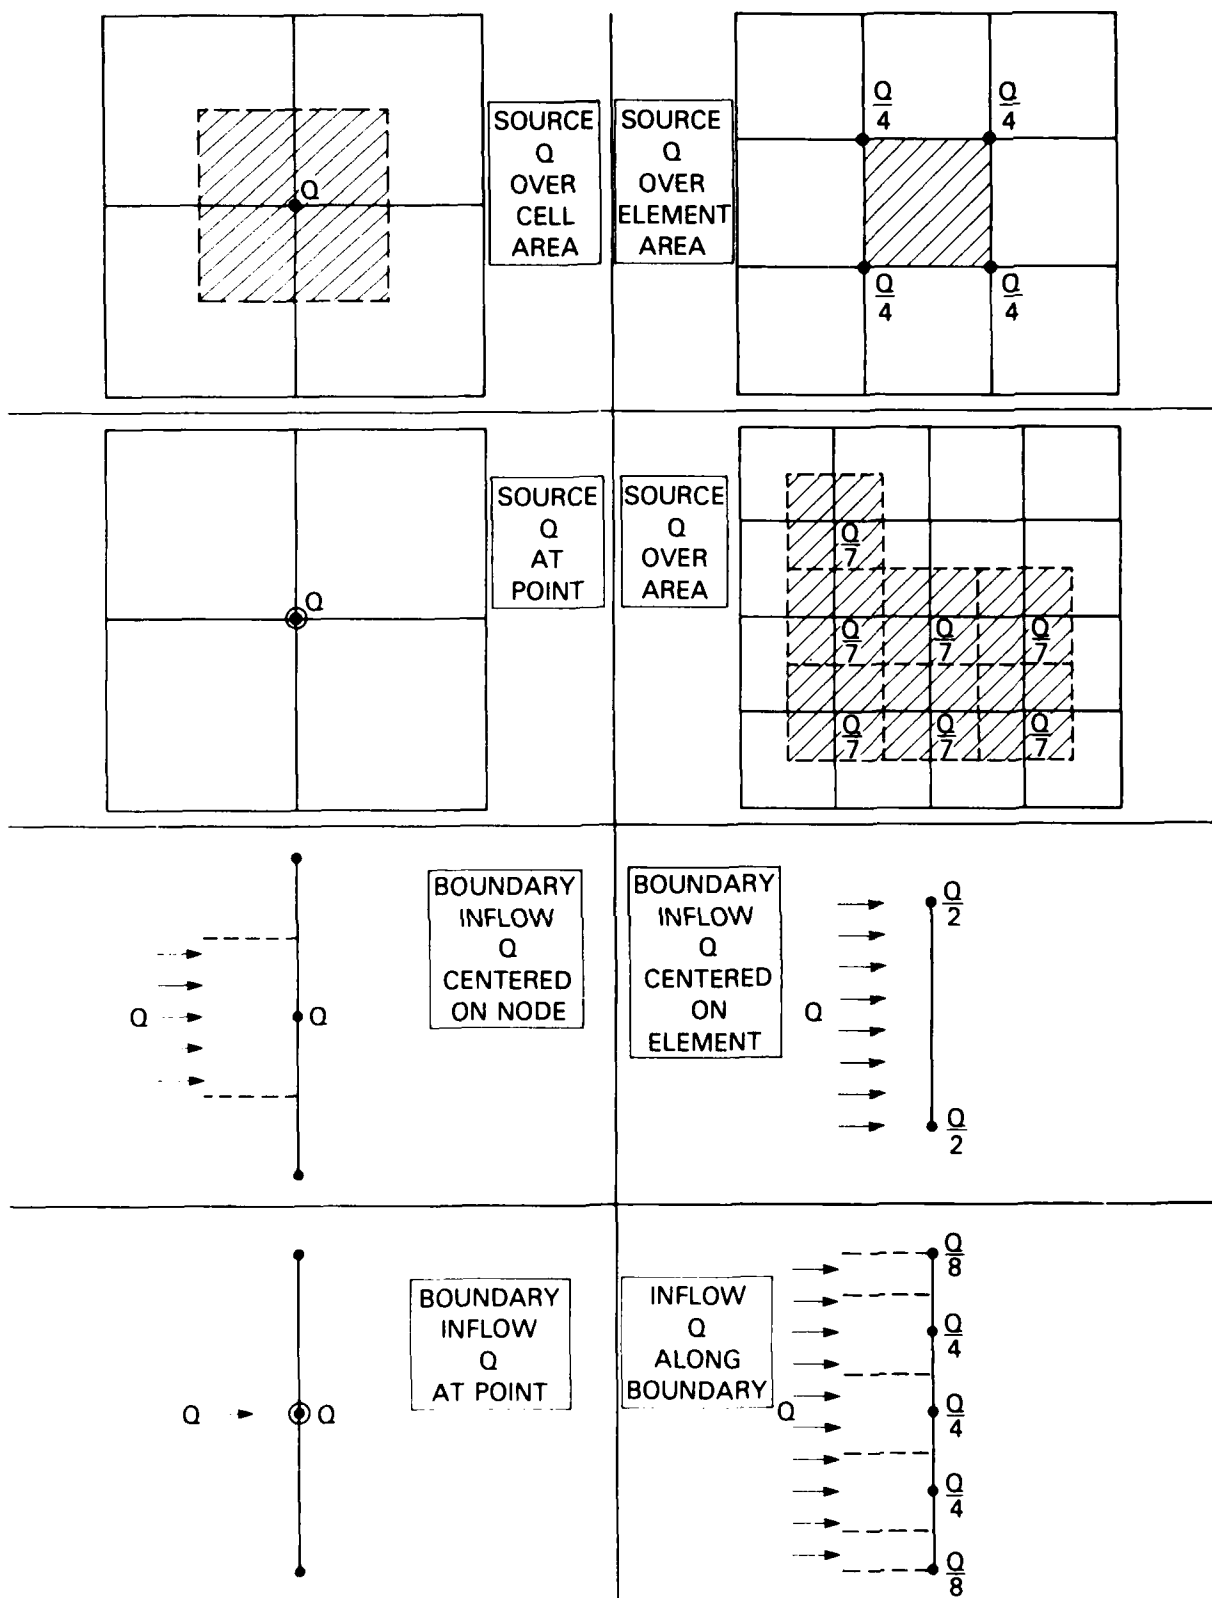 Q
SOURCE
Q
OVER
CELL
AREA
SOURCE
Q
OVER
ELEMENT
AREA
Q/4
Q/4
Q/4
Q/4
Q
SOURCE
Q
AT
POINT
SOURCE
Q
OVER
AREA
Q/7
Q/7 Q/7 Q/7
Q/7 Q/7 Q/7
Q
Q
BOUNDARY
INFLOW
Q
CENTERED
ON NODE
BOUNDARY
INFLOW
Q
CENTERED
ON
ELEMENT
Q
Q/2
Q/2
Q
Q
BOUNDARY
INFLOW
Q
AT POINT
INFLOW
Q
ALONG
BOUNDARY
Q
Q/8
Q/4
Q/4
Q/4
Q/8